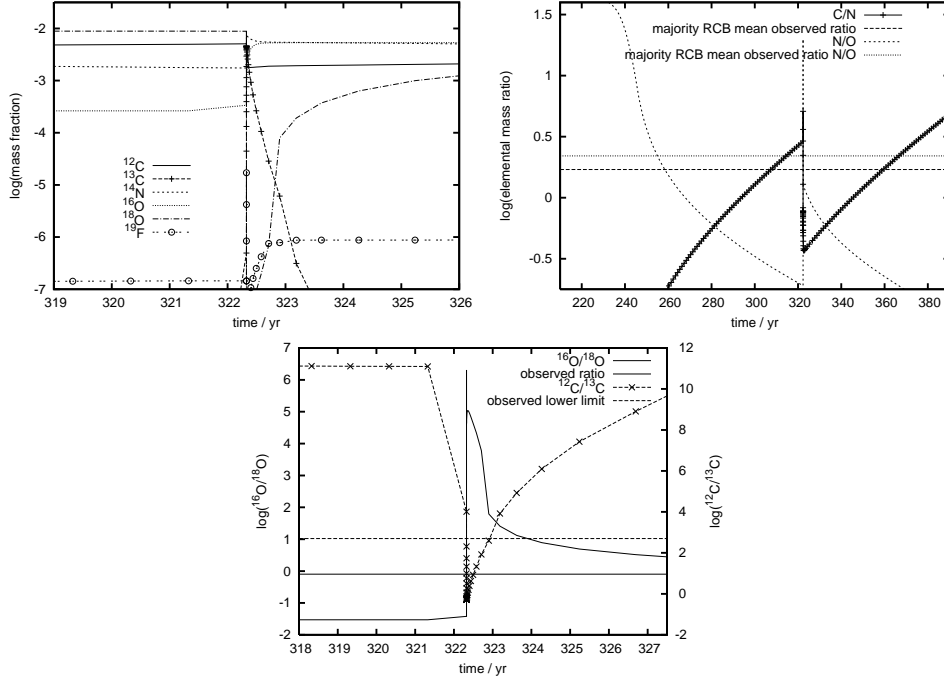 -2
-3
-4
-5
-6
-7
log(mass fraction)
12C
13C
14N
16O
18O
19F
319 320 321 322 323 324 325 326
time / yr
1.5
1
0.5
0
-0.5
log(elemental mass ratio)
C/N
majority RCB mean observed ratio
N/O
majority RCB mean observed ratio N/O
220 240 260 280 300 320 340 360 380
time / yr
7
6
5
4
3
2
1
0
-1
-2
log(16O/18O)
16O/18O
observed ratio
12C/13C
observed lower limit
12
10
8
6
4
2
0
-2
log(12C/13C)
318 319 320 321 322 323 324 325 326 327
time / yr